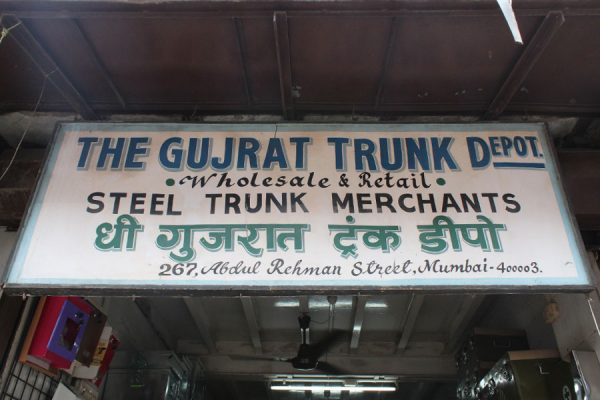 THE GUJRAT TRUNK DEPOT.
• Wholesale & Retail •
STEEL TRUNK MERCHANTS
धी गुजरात ट्रंक डीपो
267, Abdul Rehman Street, Mumbai-400003.